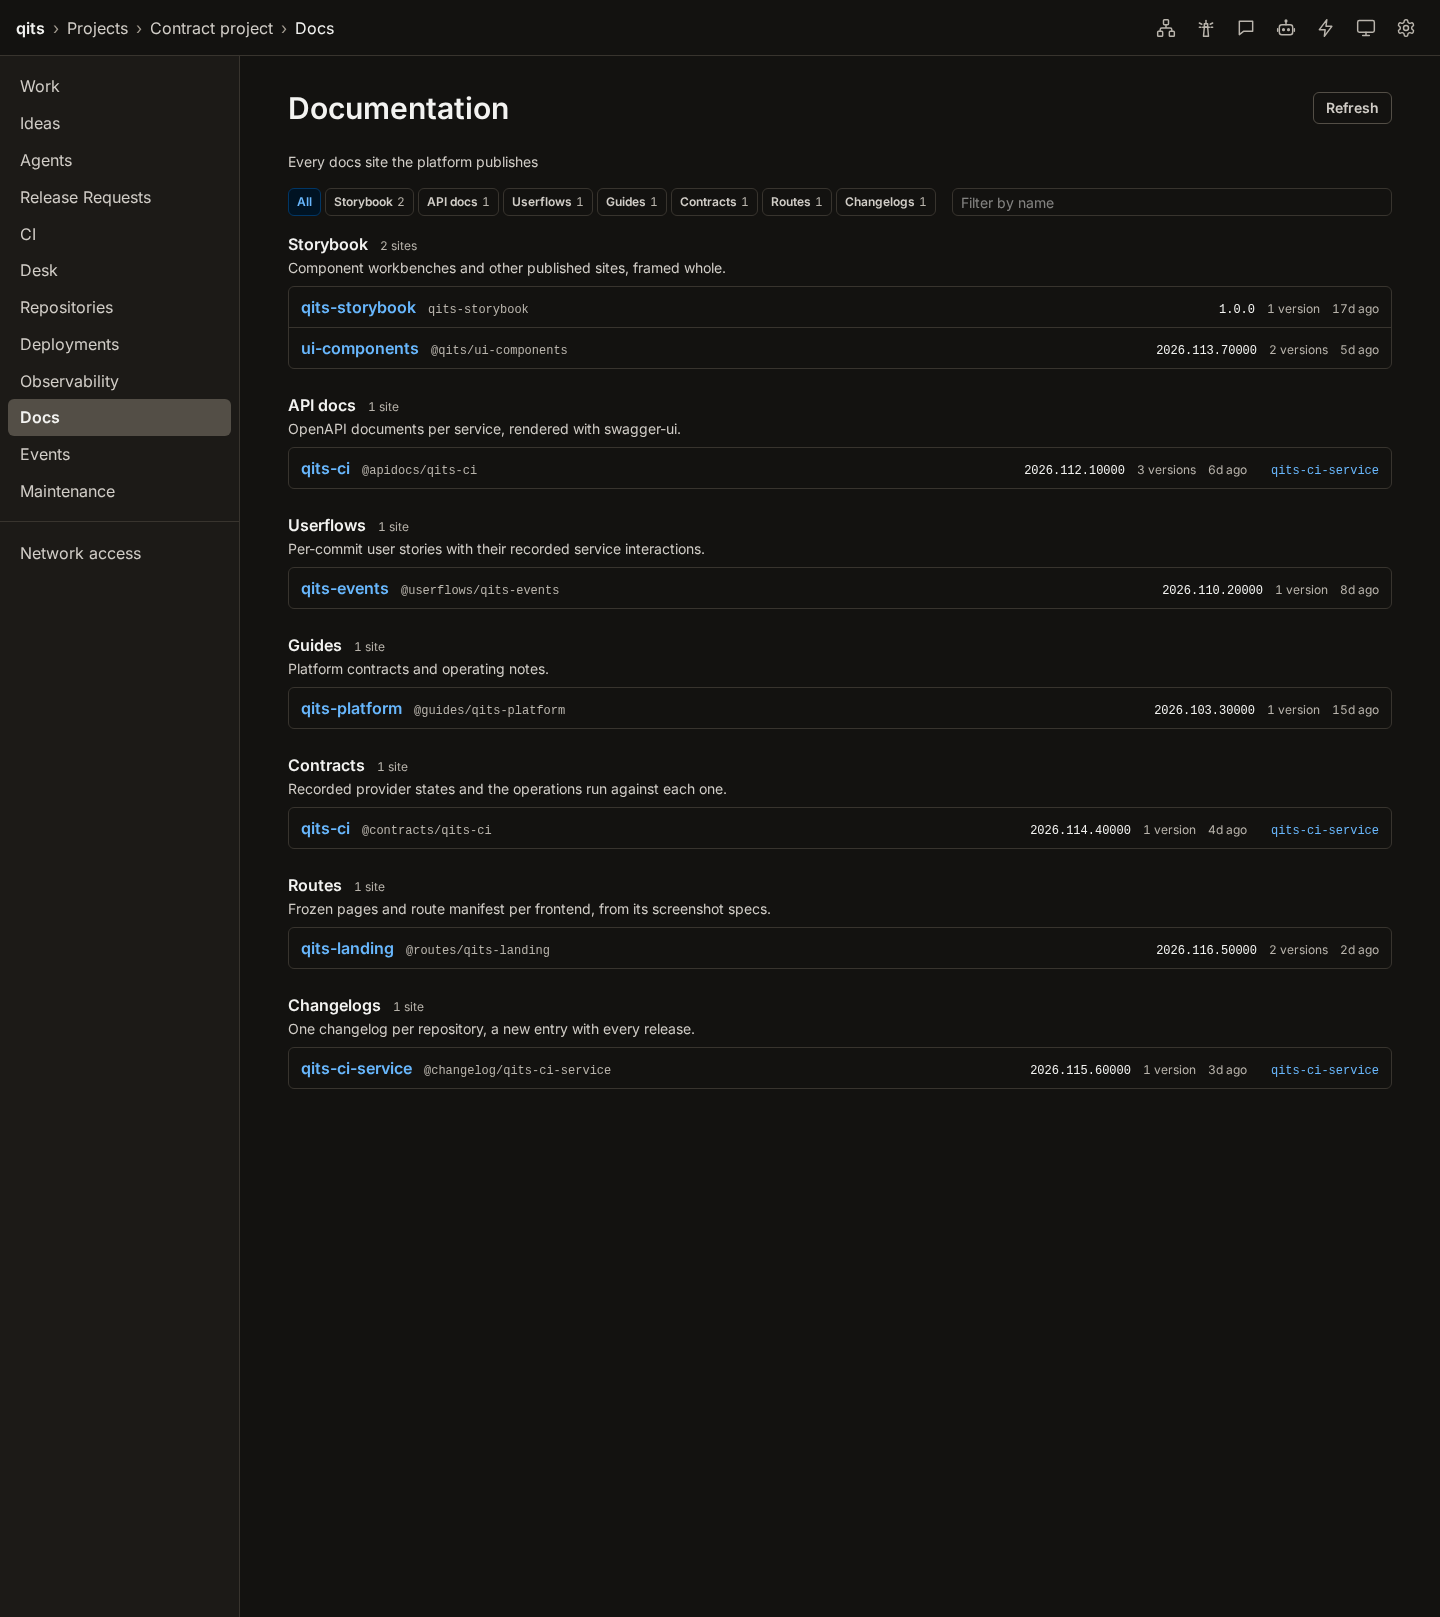 qits › Projects › Contract project › Docs
Work
Ideas
Agents
Release Requests
CI
Desk
Repositories
Deployments
Observability
Docs
Events
Maintenance
Network access
Documentation
Refresh
Every docs site the platform publishes
All
Storybook 2
API docs 1
Userflows 1
Guides 1
Contracts 1
Routes 1
Changelogs 1
Filter by name
Storybook 2 sites
Component workbenches and other published sites, framed whole.
qits-storybook qits-storybook 1.0.0 1 version 17d ago
ui-components @qits/ui-components 2026.113.70000 2 versions 5d ago
API docs 1 site
OpenAPI documents per service, rendered with swagger-ui.
qits-ci @apidocs/qits-ci 2026.112.10000 3 versions 6d ago qits-ci-service
Userflows 1 site
Per-commit user stories with their recorded service interactions.
qits-events @userflows/qits-events 2026.110.20000 1 version 8d ago
Guides 1 site
Platform contracts and operating notes.
qits-platform @guides/qits-platform 2026.103.30000 1 version 15d ago
Contracts 1 site
Recorded provider states and the operations run against each one.
qits-ci @contracts/qits-ci 2026.114.40000 1 version 4d ago qits-ci-service
Routes 1 site
Frozen pages and route manifest per frontend, from its screenshot specs.
qits-landing @routes/qits-landing 2026.116.50000 2 versions 2d ago
Changelogs 1 site
One changelog per repository, a new entry with every release.
qits-ci-service @changelog/qits-ci-service 2026.115.60000 1 version 3d ago qits-ci-service